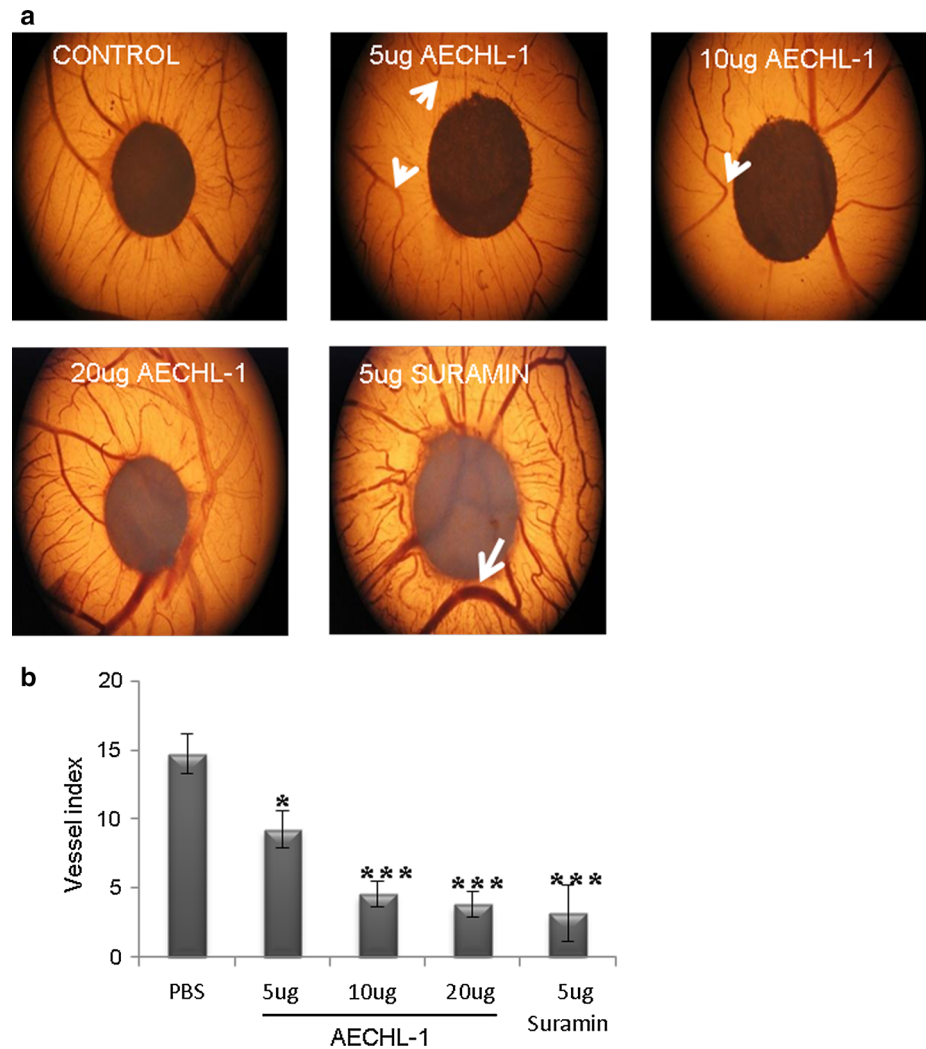 a
CONTROL
5ug AECHL-1
10ug AECHL-1
20ug AECHL-1
5ug SURAMIN
b
Vessel index
20
15
10
5
0
*
***
***
***
PBS
5ug
10ug
20ug
5ug
Suramin
AECHL-1